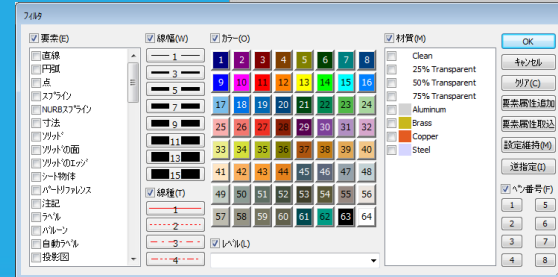 フィルタ
要素(E)
直線
円弧
点
スプライン
NURBスプライン
寸法
ソリッド
ソリッドの面
ソリッドのエッジ
シート物体
パートリファレンス
注記
ラベル
バルーン
自動ラベル
投影図
線幅(W)
1
3
5
7
9
11
13
15
線種(T)
1
2
3
4
カラー(O)
1 2 3 4 5 6 7 8
9 10 11 12 13 14 15 16
17 18 19 20 21 22 23 24
25 26 27 28 29 30 31 32
33 34 35 36 37 38 39 40
41 42 43 44 45 46 47 48
49 50 51 52 53 54 55 56
57 58 59 60 61 62 63 64
レベル(L)
材質(M)
Clean
25% Transparent
50% Transparent
75% Transparent
Aluminum
Brass
Copper
Steel
OK
キャンセル
クリア(C)
要素属性追加
要素属性取込
設定維持(M)
逆指定(I)
ペン番号(F)
1 5
2 6
3 7
4 8